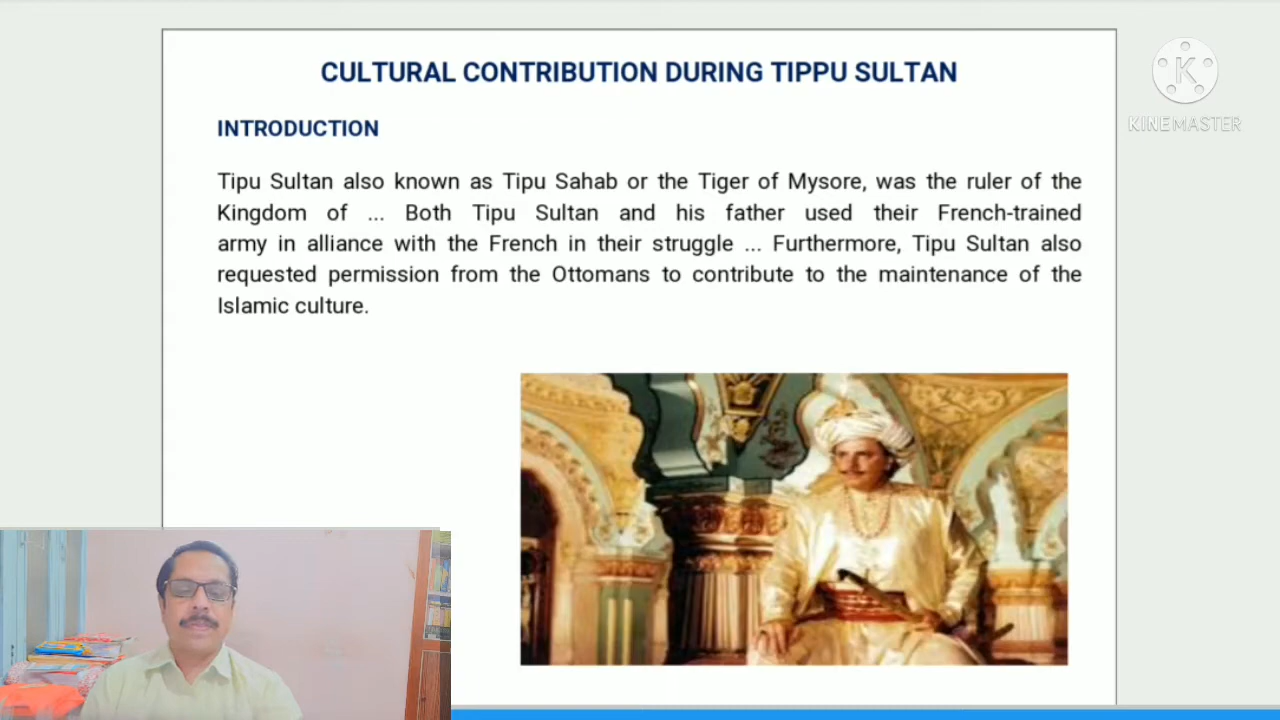 CULTURAL CONTRIBUTION DURING TIPPU SULTAN
INTRODUCTION
Tipu Sultan also known as Tipu Sahab or the Tiger of Mysore, was the ruler of the
Kingdom of ... Both Tipu Sultan and his father used their French-trained
army in alliance with the French in their struggle ... Furthermore, Tipu Sultan also
requested permission from the Ottomans to contribute to the maintenance of the
Islamic culture.
K
KINEMASTER